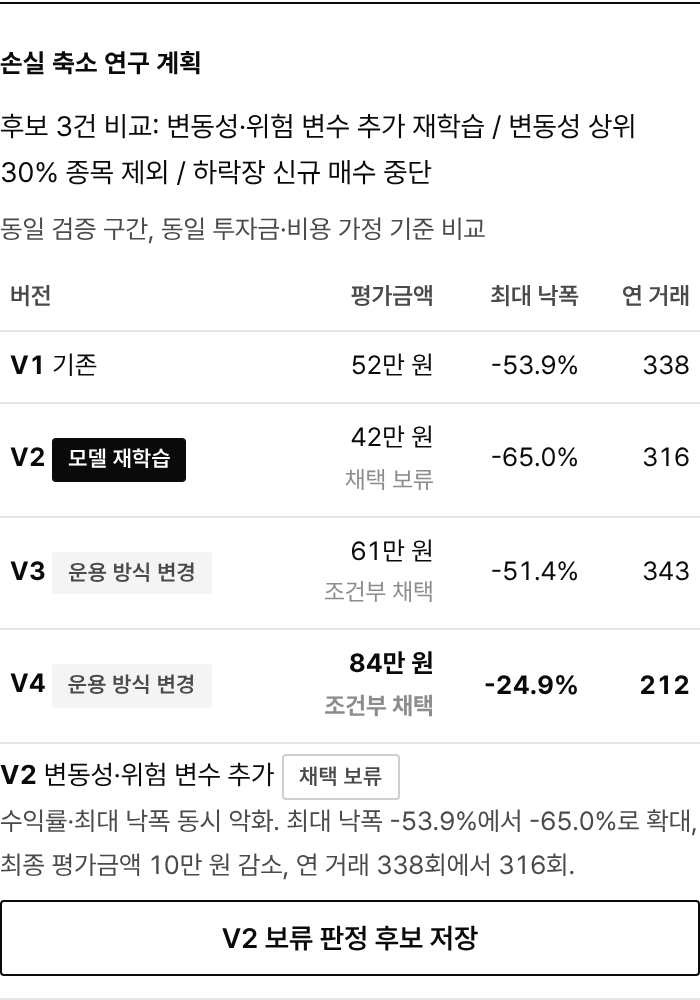 손실 축소 연구 계획
후보 3건 비교: 변동성·위험 변수 추가 재학습 / 변동성 상위
30% 종목 제외 / 하락장 신규 매수 중단
동일 검증 구간, 동일 투자금·비용 가정 기준 비교
버전 평가금액 최대 낙폭 연 거래
V1 기존 52만 원 -53.9% 338
V2 모델 재학습 42만 원 -65.0% 316
채택 보류
V3 운용 방식 변경 61만 원 -51.4% 343
조건부 채택
V4 운용 방식 변경 84만 원 -24.9% 212
조건부 채택
V2 변동성·위험 변수 추가 채택 보류
수익률·최대 낙폭 동시 악화. 최대 낙폭 -53.9%에서 -65.0%로 확대,
최종 평가금액 10만 원 감소, 연 거래 338회에서 316회.
V2 보류 판정 후보 저장